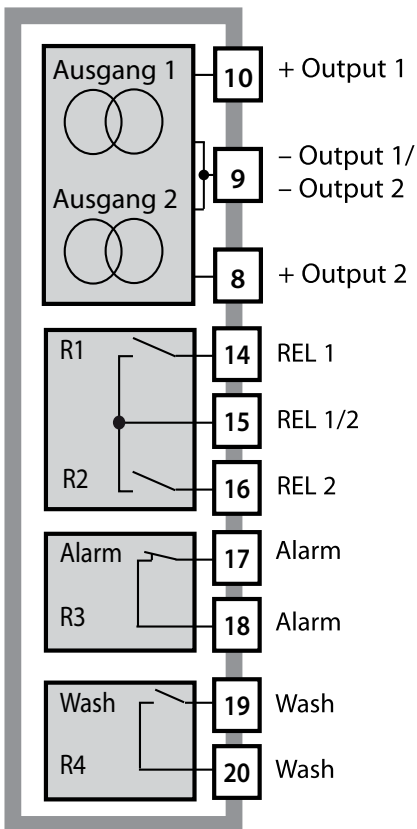 Ausgang 1
10
+ Output 1
9
– Output 1/
– Output 2
Ausgang 2
8
+ Output 2
R1
14
REL 1
15
REL 1/2
R2
16
REL 2
Alarm
17
Alarm
R3
18
Alarm
Wash
19
Wash
R4
20
Wash